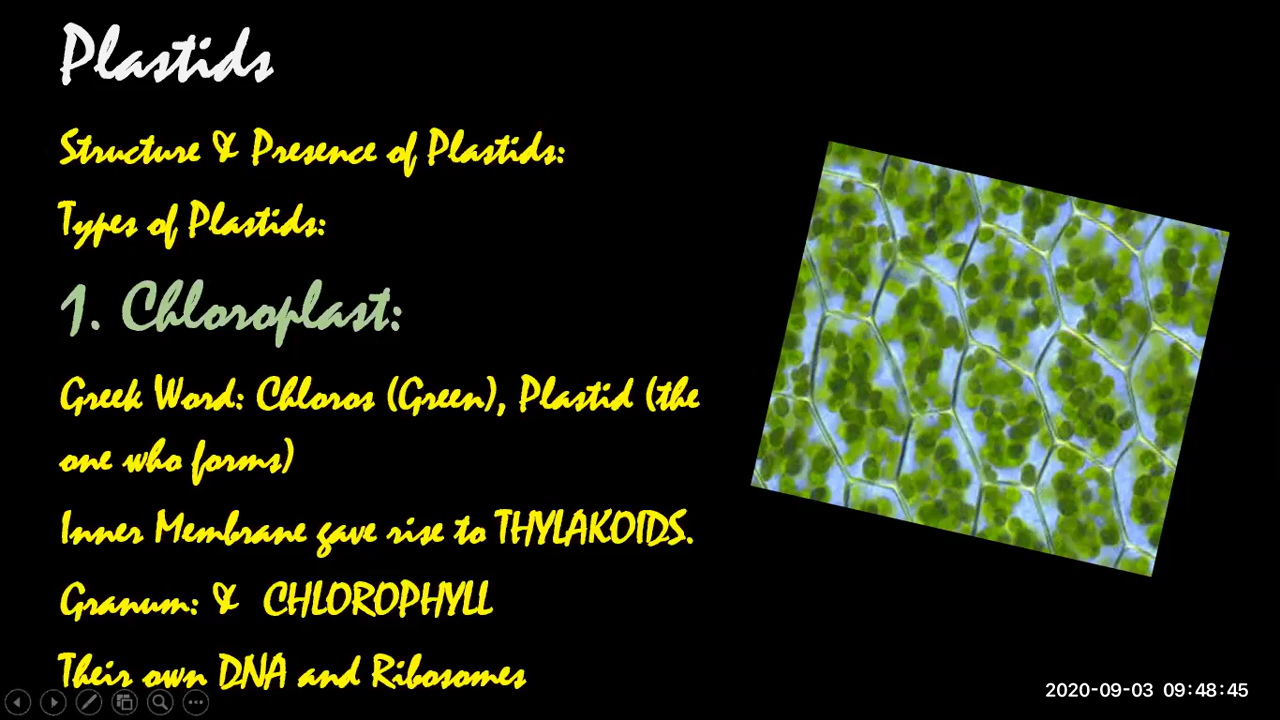 Plastids
Structure & Presence of Plastids:
Types of Plastids:
1. Chloroplast:
Greek Word: Chloros (Green), Plastid (the
one who forms)
Inner Membrane gave rise to THYLAKOIDS.
Granum: & CHLOROPHYLL
Their own DNA and Ribosomes
2020-09-03 09:48:45